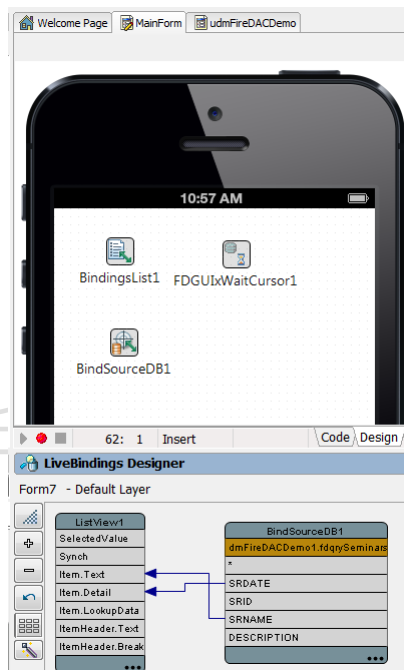 Welcome Page MainForm udmFireDACDemo
10:57 AM
BindingsList1 FDGUIxWaitCursor1
BindSourceDB1
62: 1 Insert Code Design
LiveBindings Designer
Form7 - Default Layer
ListView1
SelectedValue
Synch
Item.Text
Item.Detail
Item.LookupData
ItemHeader.Text
ItemHeader.Break
BindSourceDB1
dmFireDACDemo1.fdqrySeminars
*
SRDATE
SRID
SRNAME
DESCRIPTION